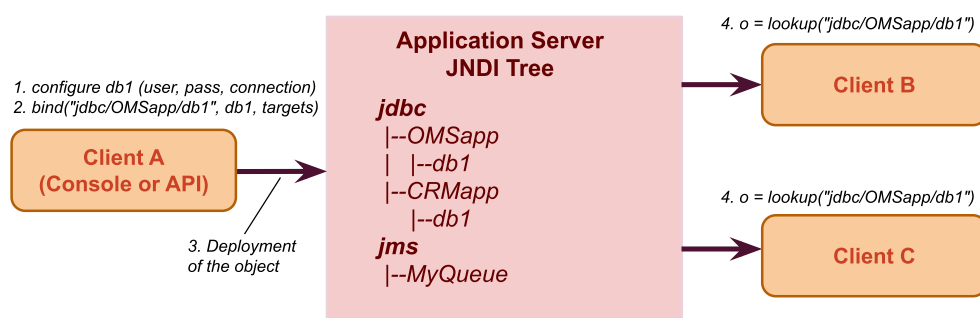 1. configure db1 (user, pass, connection)
2. bind("jdbc/OMSapp/db1", db1, targets)
Client A
(Console or API)
3. Deployment
of the object
Application Server
JNDI Tree
jdbc
|--OMSapp
|   |--db1
|--CRMapp
    |--db1
jms
|--MyQueue
4. o = lookup("jdbc/OMSapp/db1")
Client B
4. o = lookup("jdbc/OMSapp/db1")
Client C